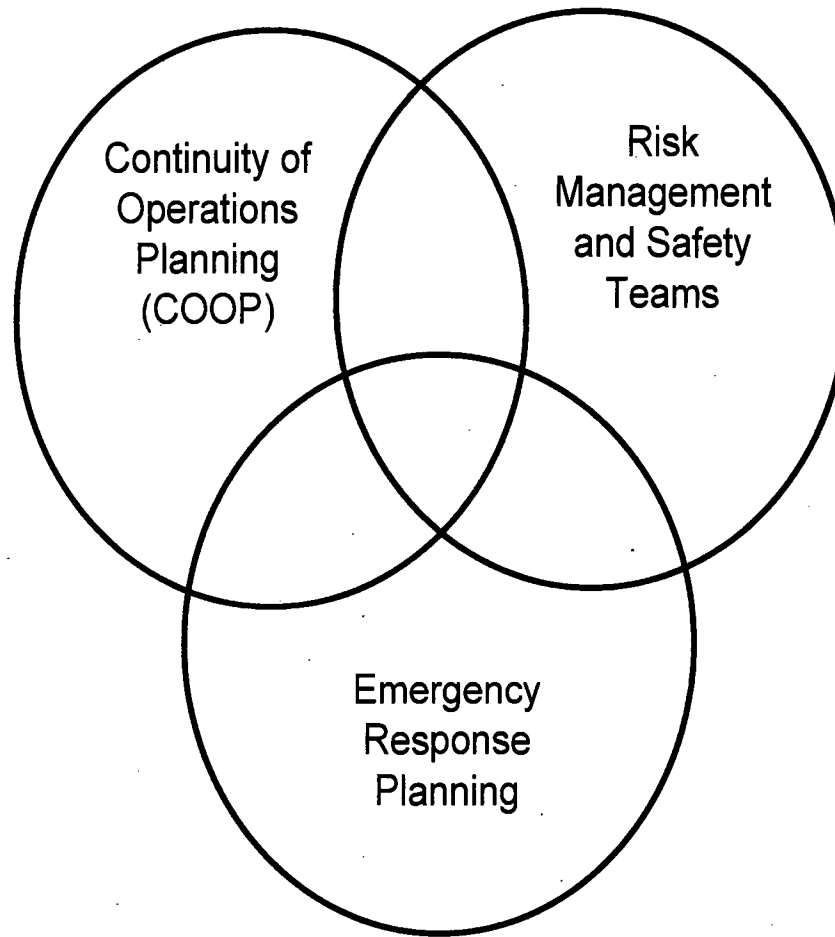 Continuity of
Operations
Planning
(COOP)
Risk
Management
and Safety
Teams
Emergency
Response
Planning